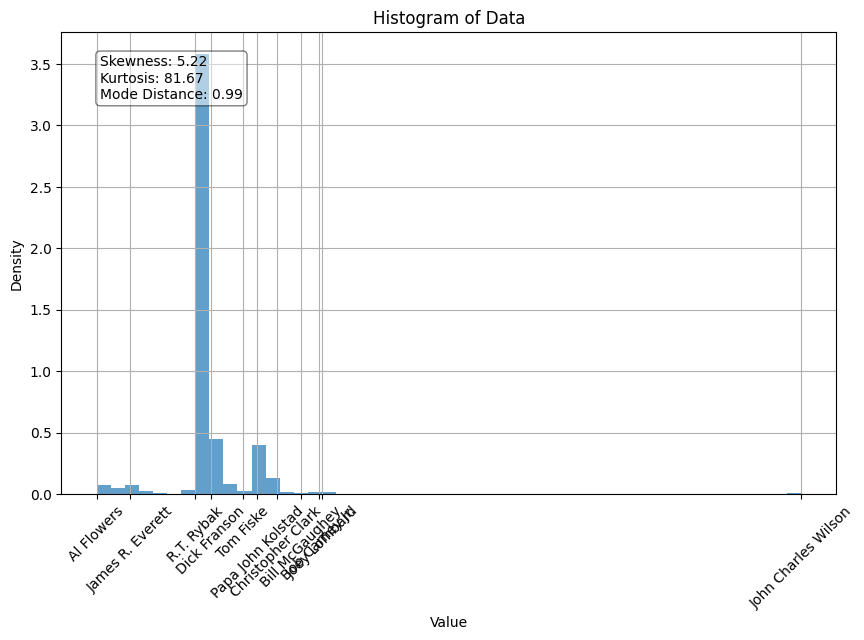 Histogram of Data
Skewness: 5.22
Kurtosis: 81.67
Mode Distance: 0.99
Density
3.5
3.0
2.5
2.0
1.5
1.0
0.5
0.0
Al Flowers
James R. Everett
R.T. Rybak
Dick Franson
Tom Fiske
Papa John Kolstad
Christopher Clark
Bill McGaughey
Joey Lombard
John Charles Wilson
Value